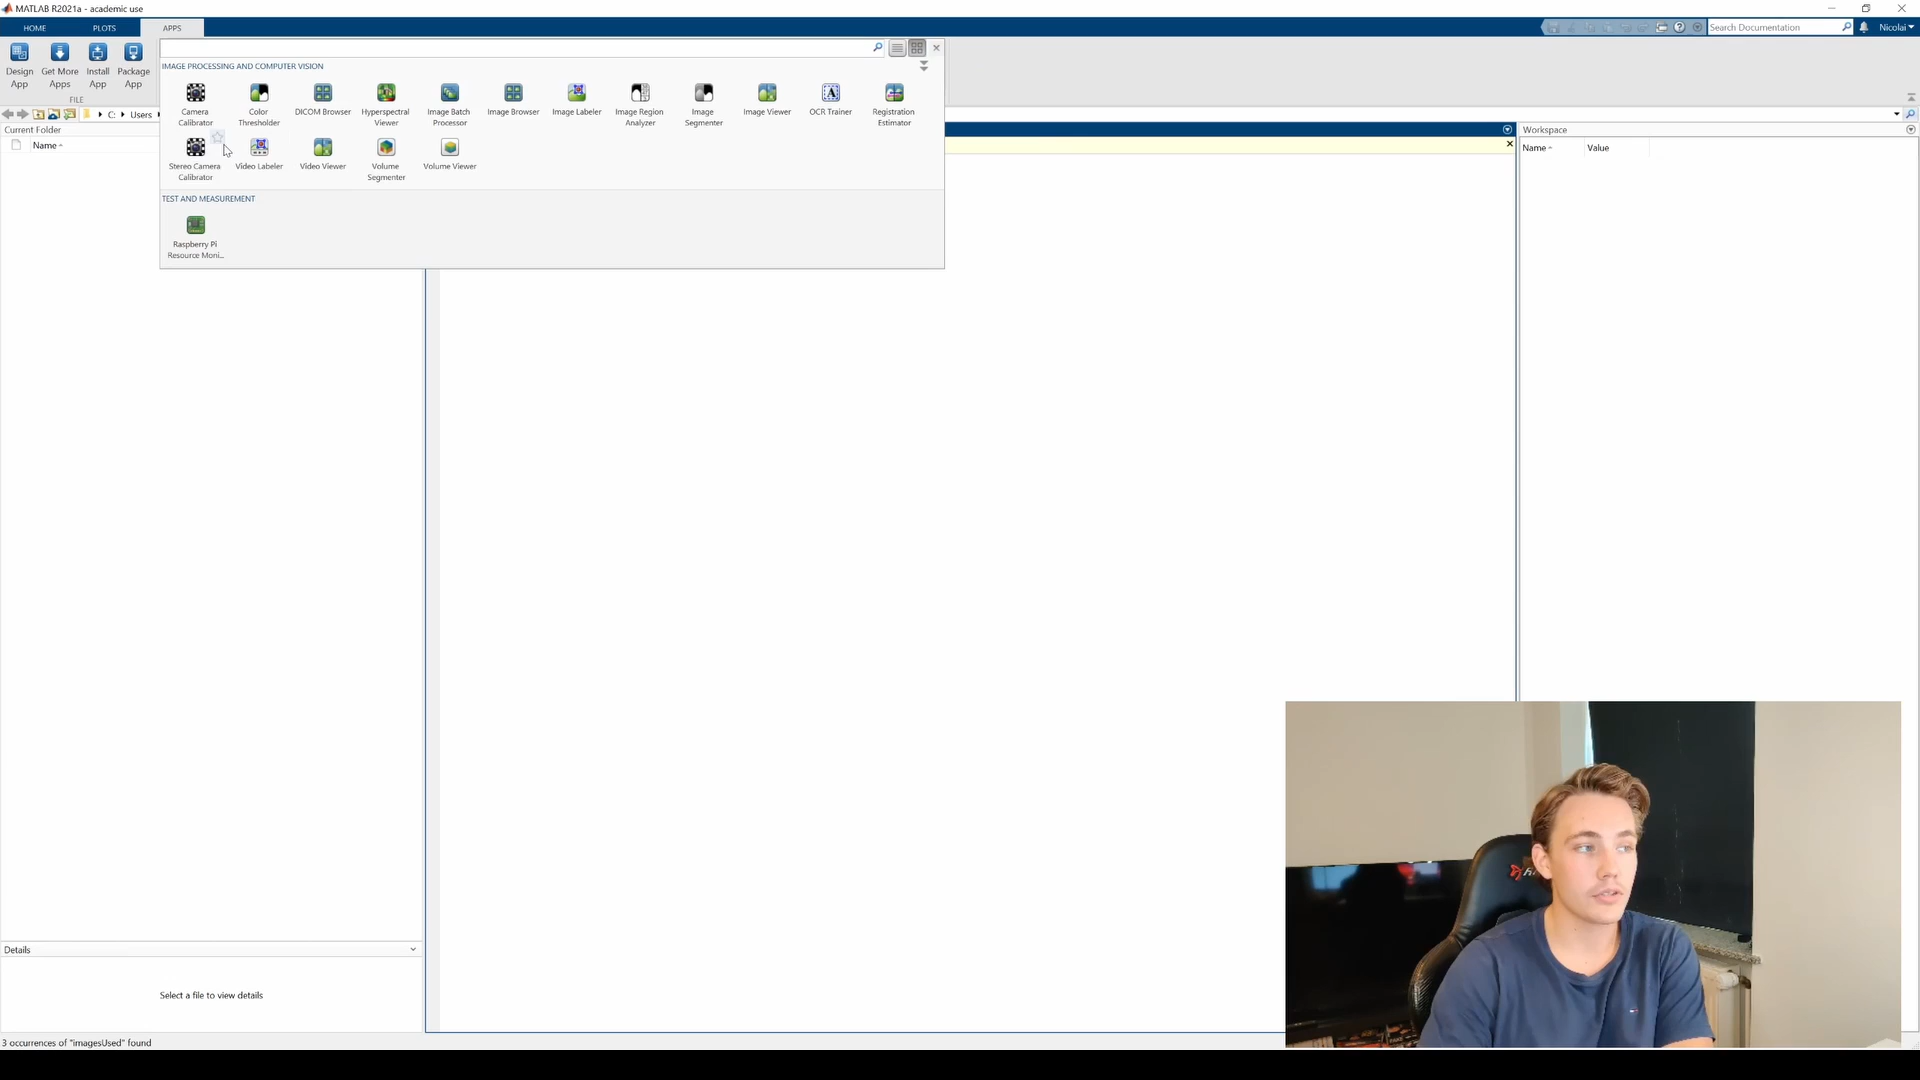 MATLAB R2021a - academic use
HOME PLOTS APPS
Search Documentation Nicolai
Design App
Get More Apps
Install App
Package App
FILE
IMAGE PROCESSING AND COMPUTER VISION
Camera Calibrator
Color Thresholder
DICOM Browser
Hyperspectral Viewer
Image Batch Processor
Image Browser
Image Labeler
Image Region Analyzer
Image Segmenter
Image Viewer
OCR Trainer
Registration Estimator
Stereo Camera Calibrator
Video Labeler
Video Viewer
Volume Segmenter
Volume Viewer
TEST AND MEASUREMENT
Raspberry Pi Resource Moni...
C: Users
Current Folder
Name
Workspace
Name Value
Details
Select a file to view details
3 occurrences of "imagesUsed" found